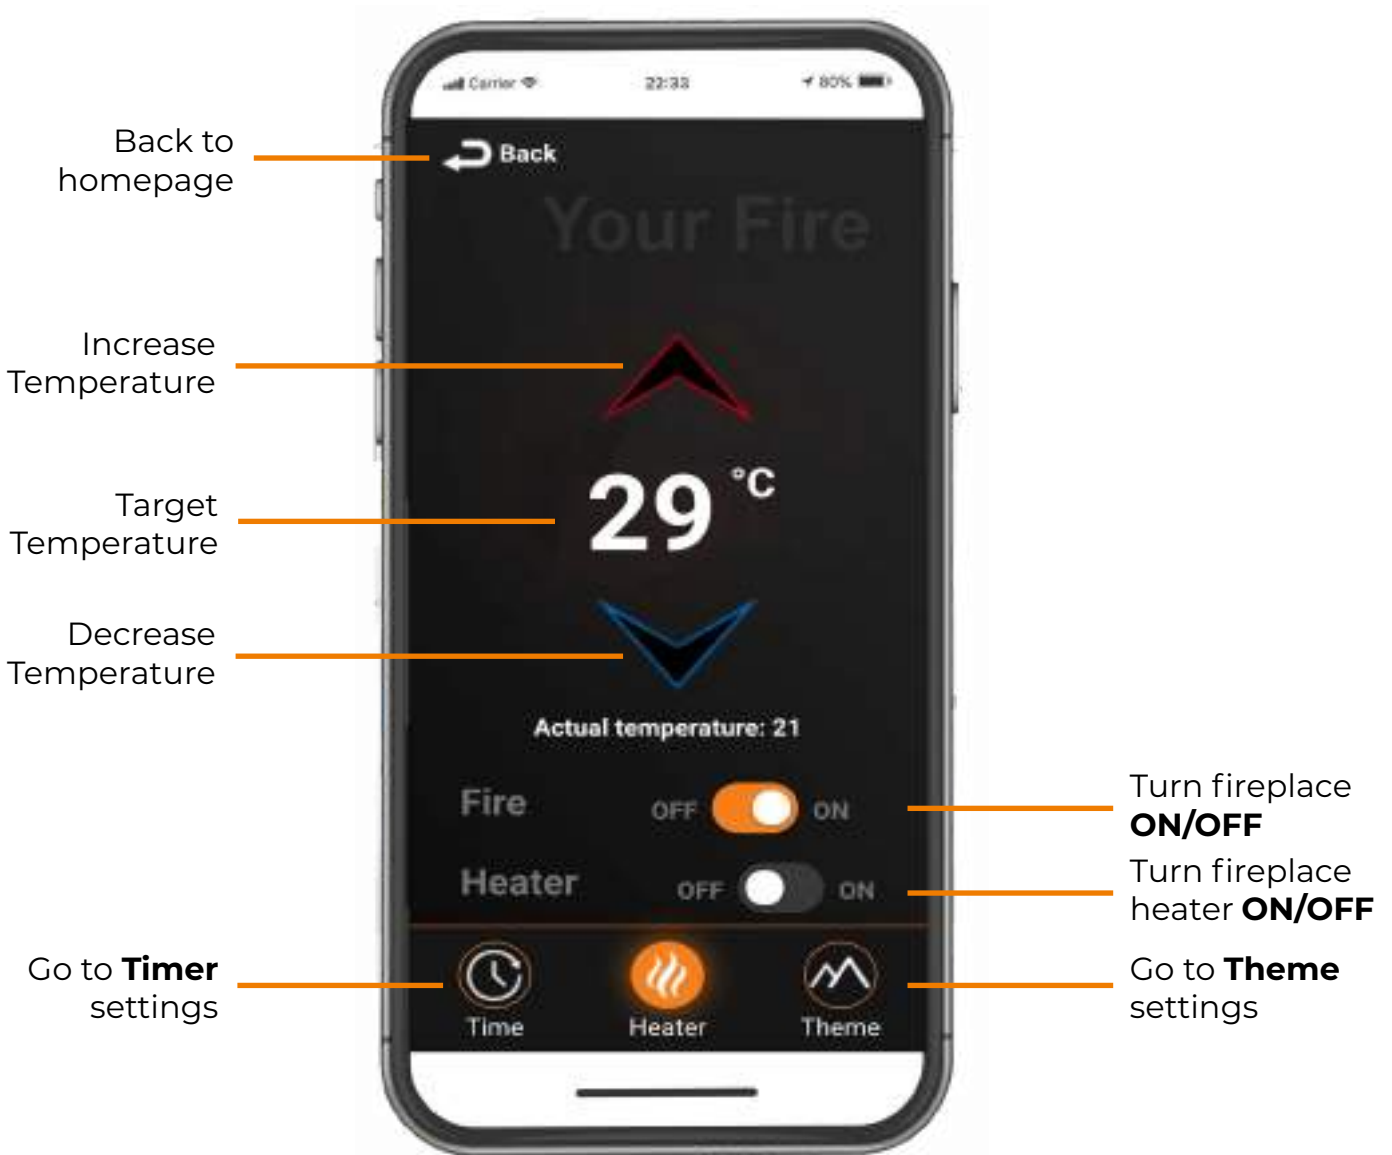 Carrier 22:33 80%
Back to
homepage
Back
Your Fire
Increase
Temperature
Target
Temperature
29 °C
Decrease
Temperature
Actual temperature: 21
Fire OFF ON
Turn fireplace
ON/OFF
Heater OFF ON
Turn fireplace
heater ON/OFF
Go to Timer
settings
Time Heater Theme
Go to Theme
settings